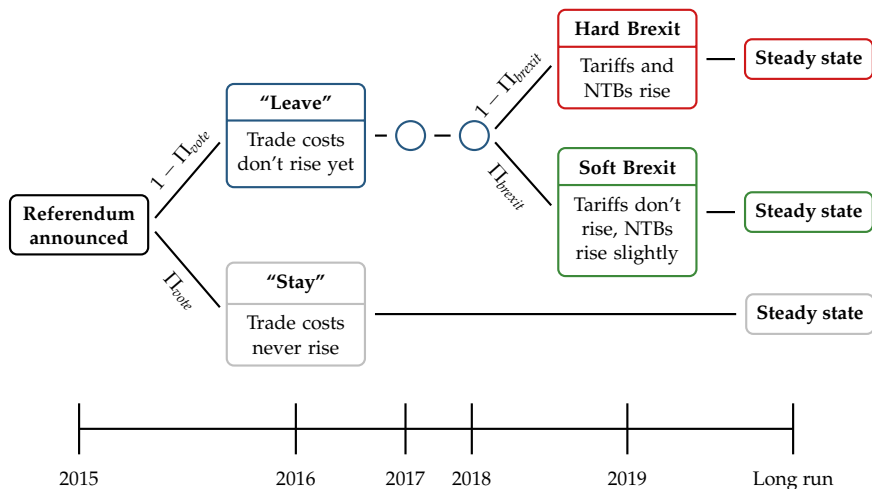 Hard Brexit
Tariffs and
NTBs rise
Steady state
1 − Π_brexit
"Leave"
Trade costs
don't rise yet
1 − Π_vote
Π_brexit
Soft Brexit
Tariffs don't
rise, NTBs
rise slightly
Steady state
Referendum
announced
Π_vote
"Stay"
Trade costs
never rise
Steady state
2015
2016
2017
2018
2019
Long run